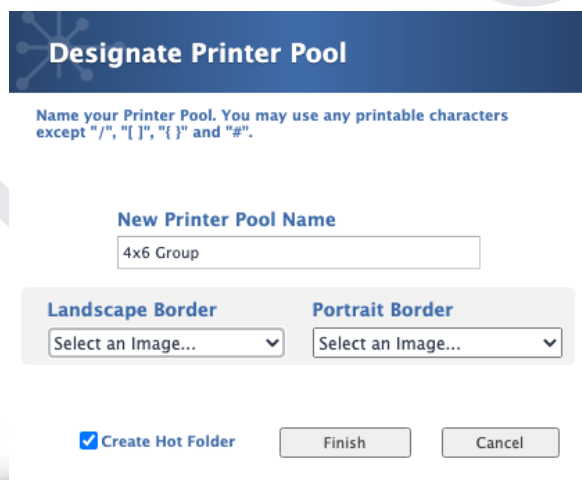 Designate Printer Pool
Name your Printer Pool. You may use any printable characters
except "/", "[ ]", "{ }" and "#".
New Printer Pool Name
4x6 Group
Landscape Border Portrait Border
Select an Image... Select an Image...
Create Hot Folder Finish Cancel